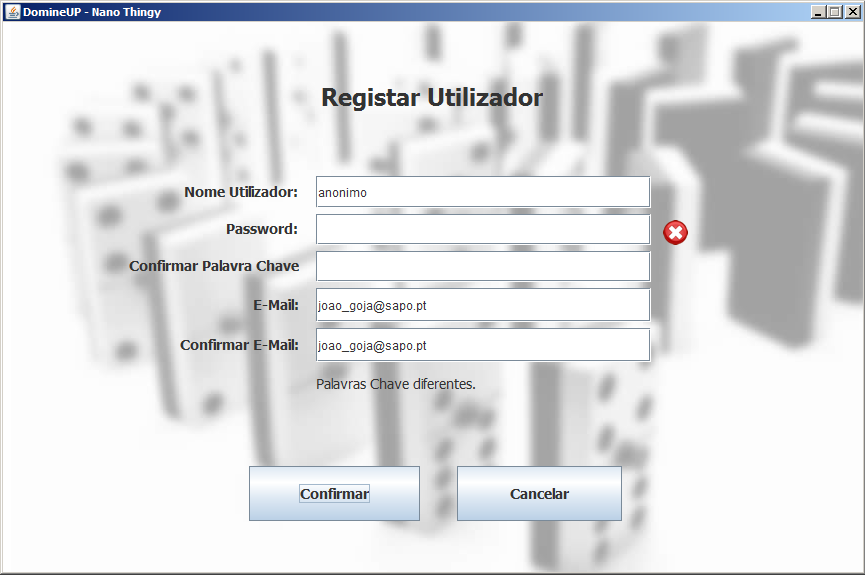 DomineUP - Nano Thingy
Registar Utilizador
Nome Utilizador: anonimo
Password:
Confirmar Palavra Chave
E-Mail: joao_goja@sapo.pt
Confirmar E-Mail: joao_goja@sapo.pt
Palavras Chave diferentes.
Confirmar Cancelar